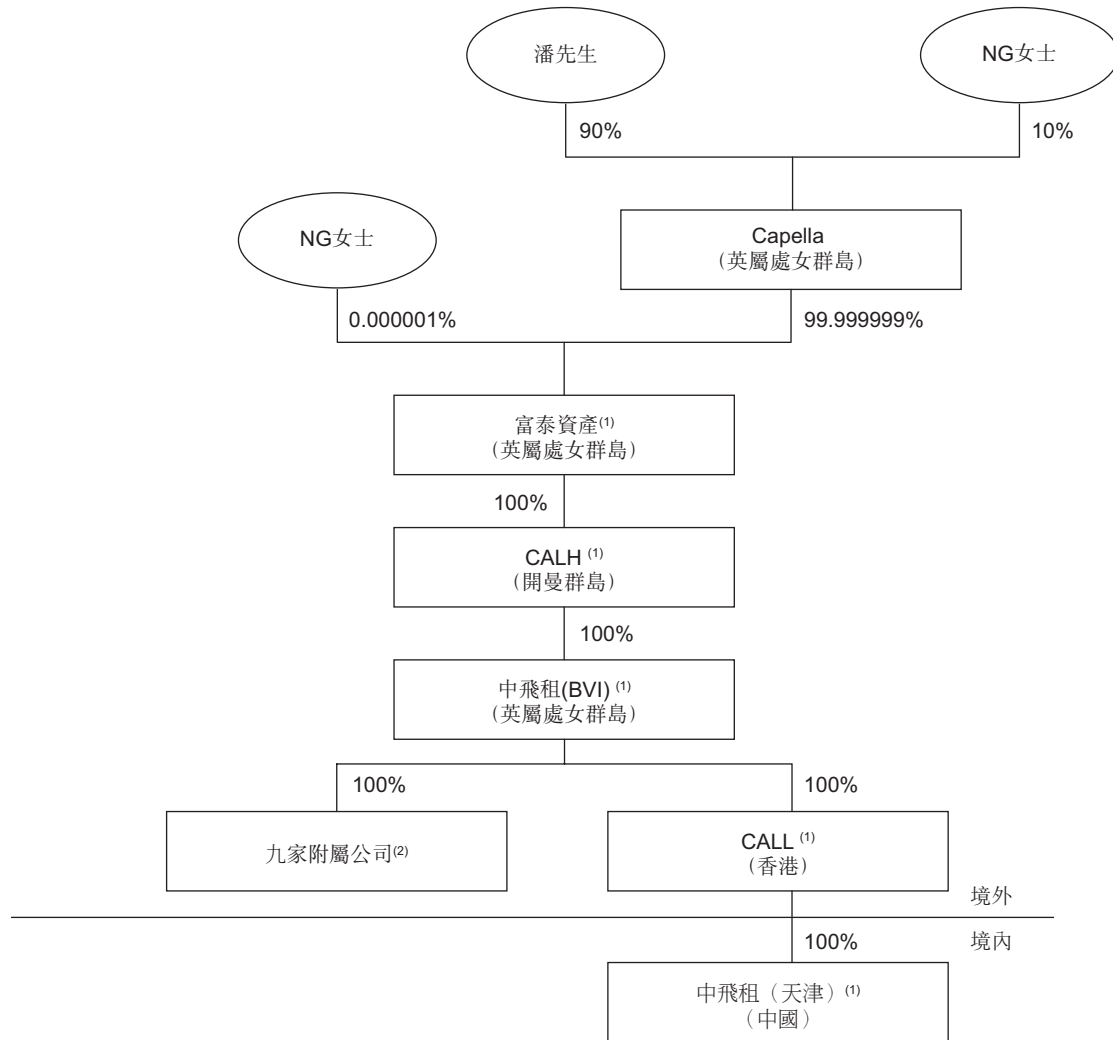 潘先生
NG女士
90%
10%
NG女士
Capella
（英屬處女群島）
0.000001%
99.999999%
富泰資產(1)
（英屬處女群島）
100%
CALH (1)
（開曼群島）
100%
中飛租(BVI) (1)
（英屬處女群島）
100%
100%
九家附屬公司(2)
CALL (1)
（香港）
境外
100%
境內
中飛租（天津）(1)
（中國）